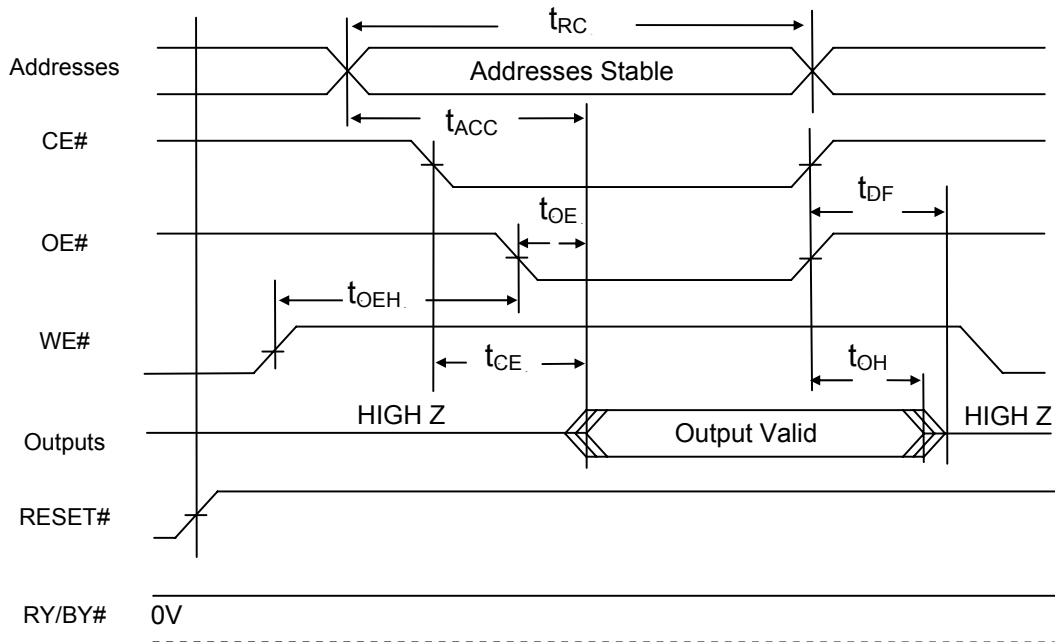 tRC
Addresses
Addresses Stable
tACC
CE#
tDF
tOE
OE#
tOEH
WE#
tCE
tOH
HIGH Z
HIGH Z
Output Valid
Outputs
RESET#
RY/BY#
0V